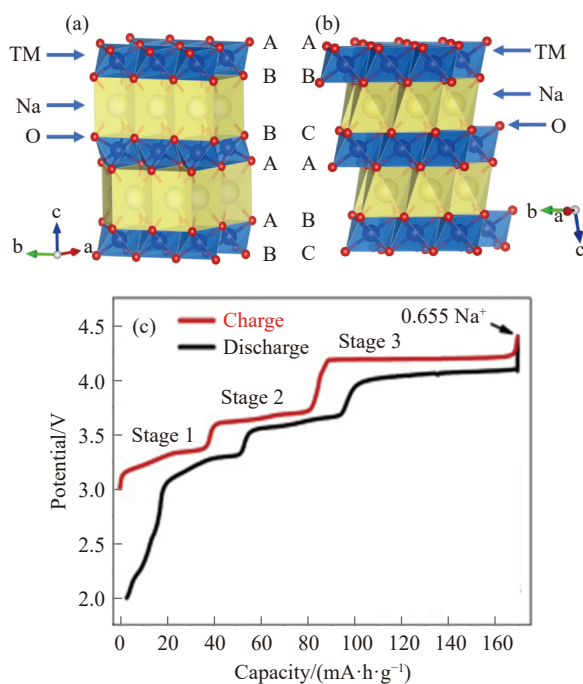 (a)
A
TM
B
Na
B
O
A
A
B
c
b
a
(b)
A
TM
B
Na
C
O
A
B
C
b
a
c
(c)
Charge
Discharge
0.655 Na⁺
Stage 1
Stage 2
Stage 3
4.5
4.0
3.5
3.0
2.5
2.0
Potential/V
0 20 40 60 80 100 120 140 160
Capacity/(mA·h·g⁻¹)